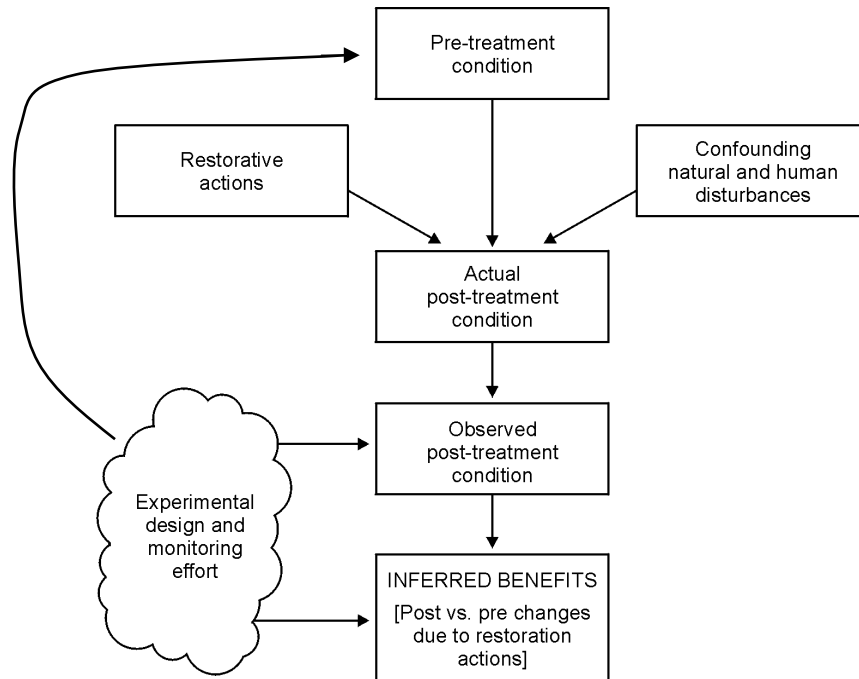 Pre-treatment
condition
Restorative
actions
Confounding
natural and human
disturbances
Actual
post-treatment
condition
Observed
post-treatment
condition
Experimental
design and
monitoring
effort
INFERRED BENEFITS
[Post vs. pre changes
due to restoration
actions]